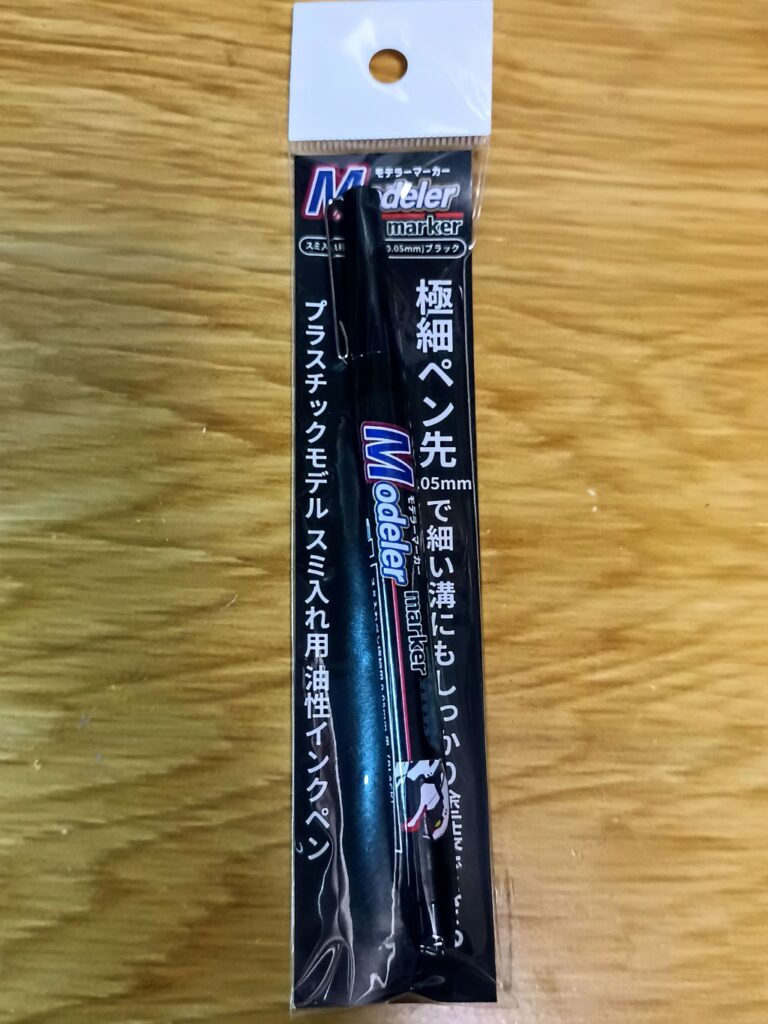 モデラーマーカー
Modeler
marker
スミ入れ用
0.05mm)ブラック
極細ペン先
.05mm
で細い溝にもしっかり
プラスチックモデル スミ入れ用油性インクペン
Modeler
モデラーマーカー
marker